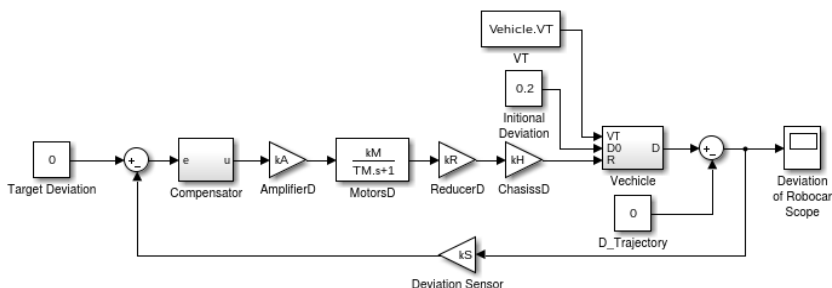 Vehicle.VT
VT
0.2
Initional
Deviation
0
Target Deviation
+
−
e
u
Compensator
kA
AmplifierD
kM
TM.s+1
MotorsD
kR
ReducerD
kH
ChasissD
VT
D0
R
D
Vechicle
+
−
Deviation
of Robocar
Scope
0
D_Trajectory
kS
Deviation Sensor